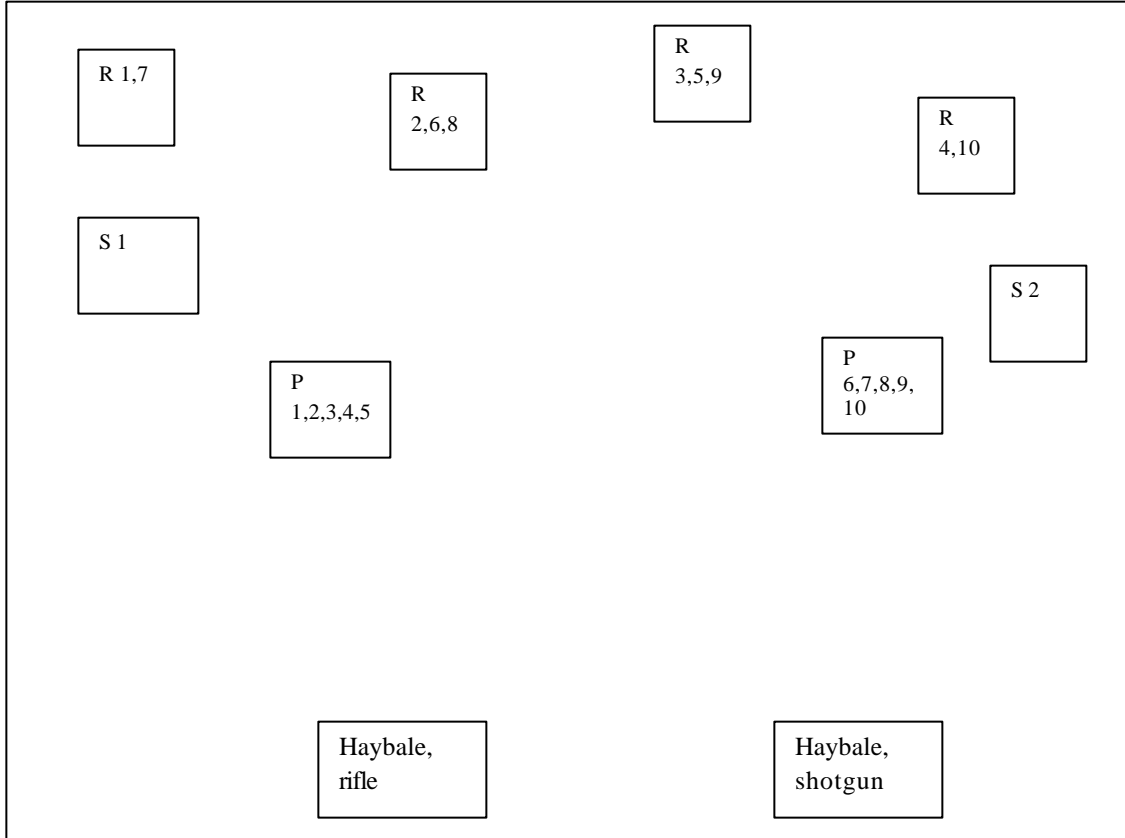 R 1,7
R
2,6,8
R
3,5,9
R
4,10
S 1
S 2
P
1,2,3,4,5
P
6,7,8,9,
10
Haybale,
rifle
Haybale,
shotgun